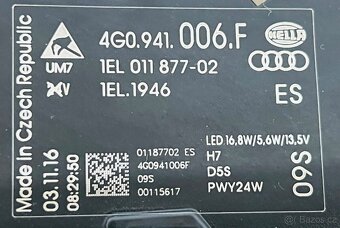 Made in Czech Republic
03.11.16
08:29:50
UM7
4G0.941. 006.F
HELLA
1EL 011 877-02
1EL.1946
ES
01187702 ES
4G0941006F
09S
00115617
LED 16,8W/5,6W/13,5V
H7
D5S
PWY24W
09S